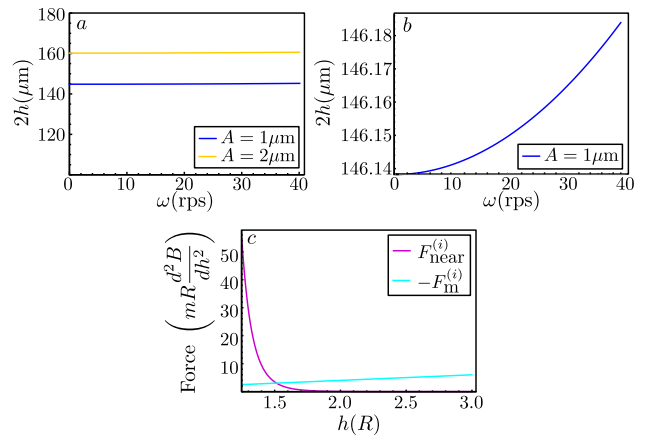 a
180
160
140
120
2h(μm)
A = 1μm
A = 2μm
0 10 20 30 40
ω(rps)
b
146.18
146.17
146.16
146.15
146.14
2h(μm)
A = 1μm
0 10 20 30 40
ω(rps)
c
50
40
30
20
10
Force (mR d²B/dh²)
F_near^(i)
−F_m^(i)
1.5 2.0 2.5 3.0
h(R)